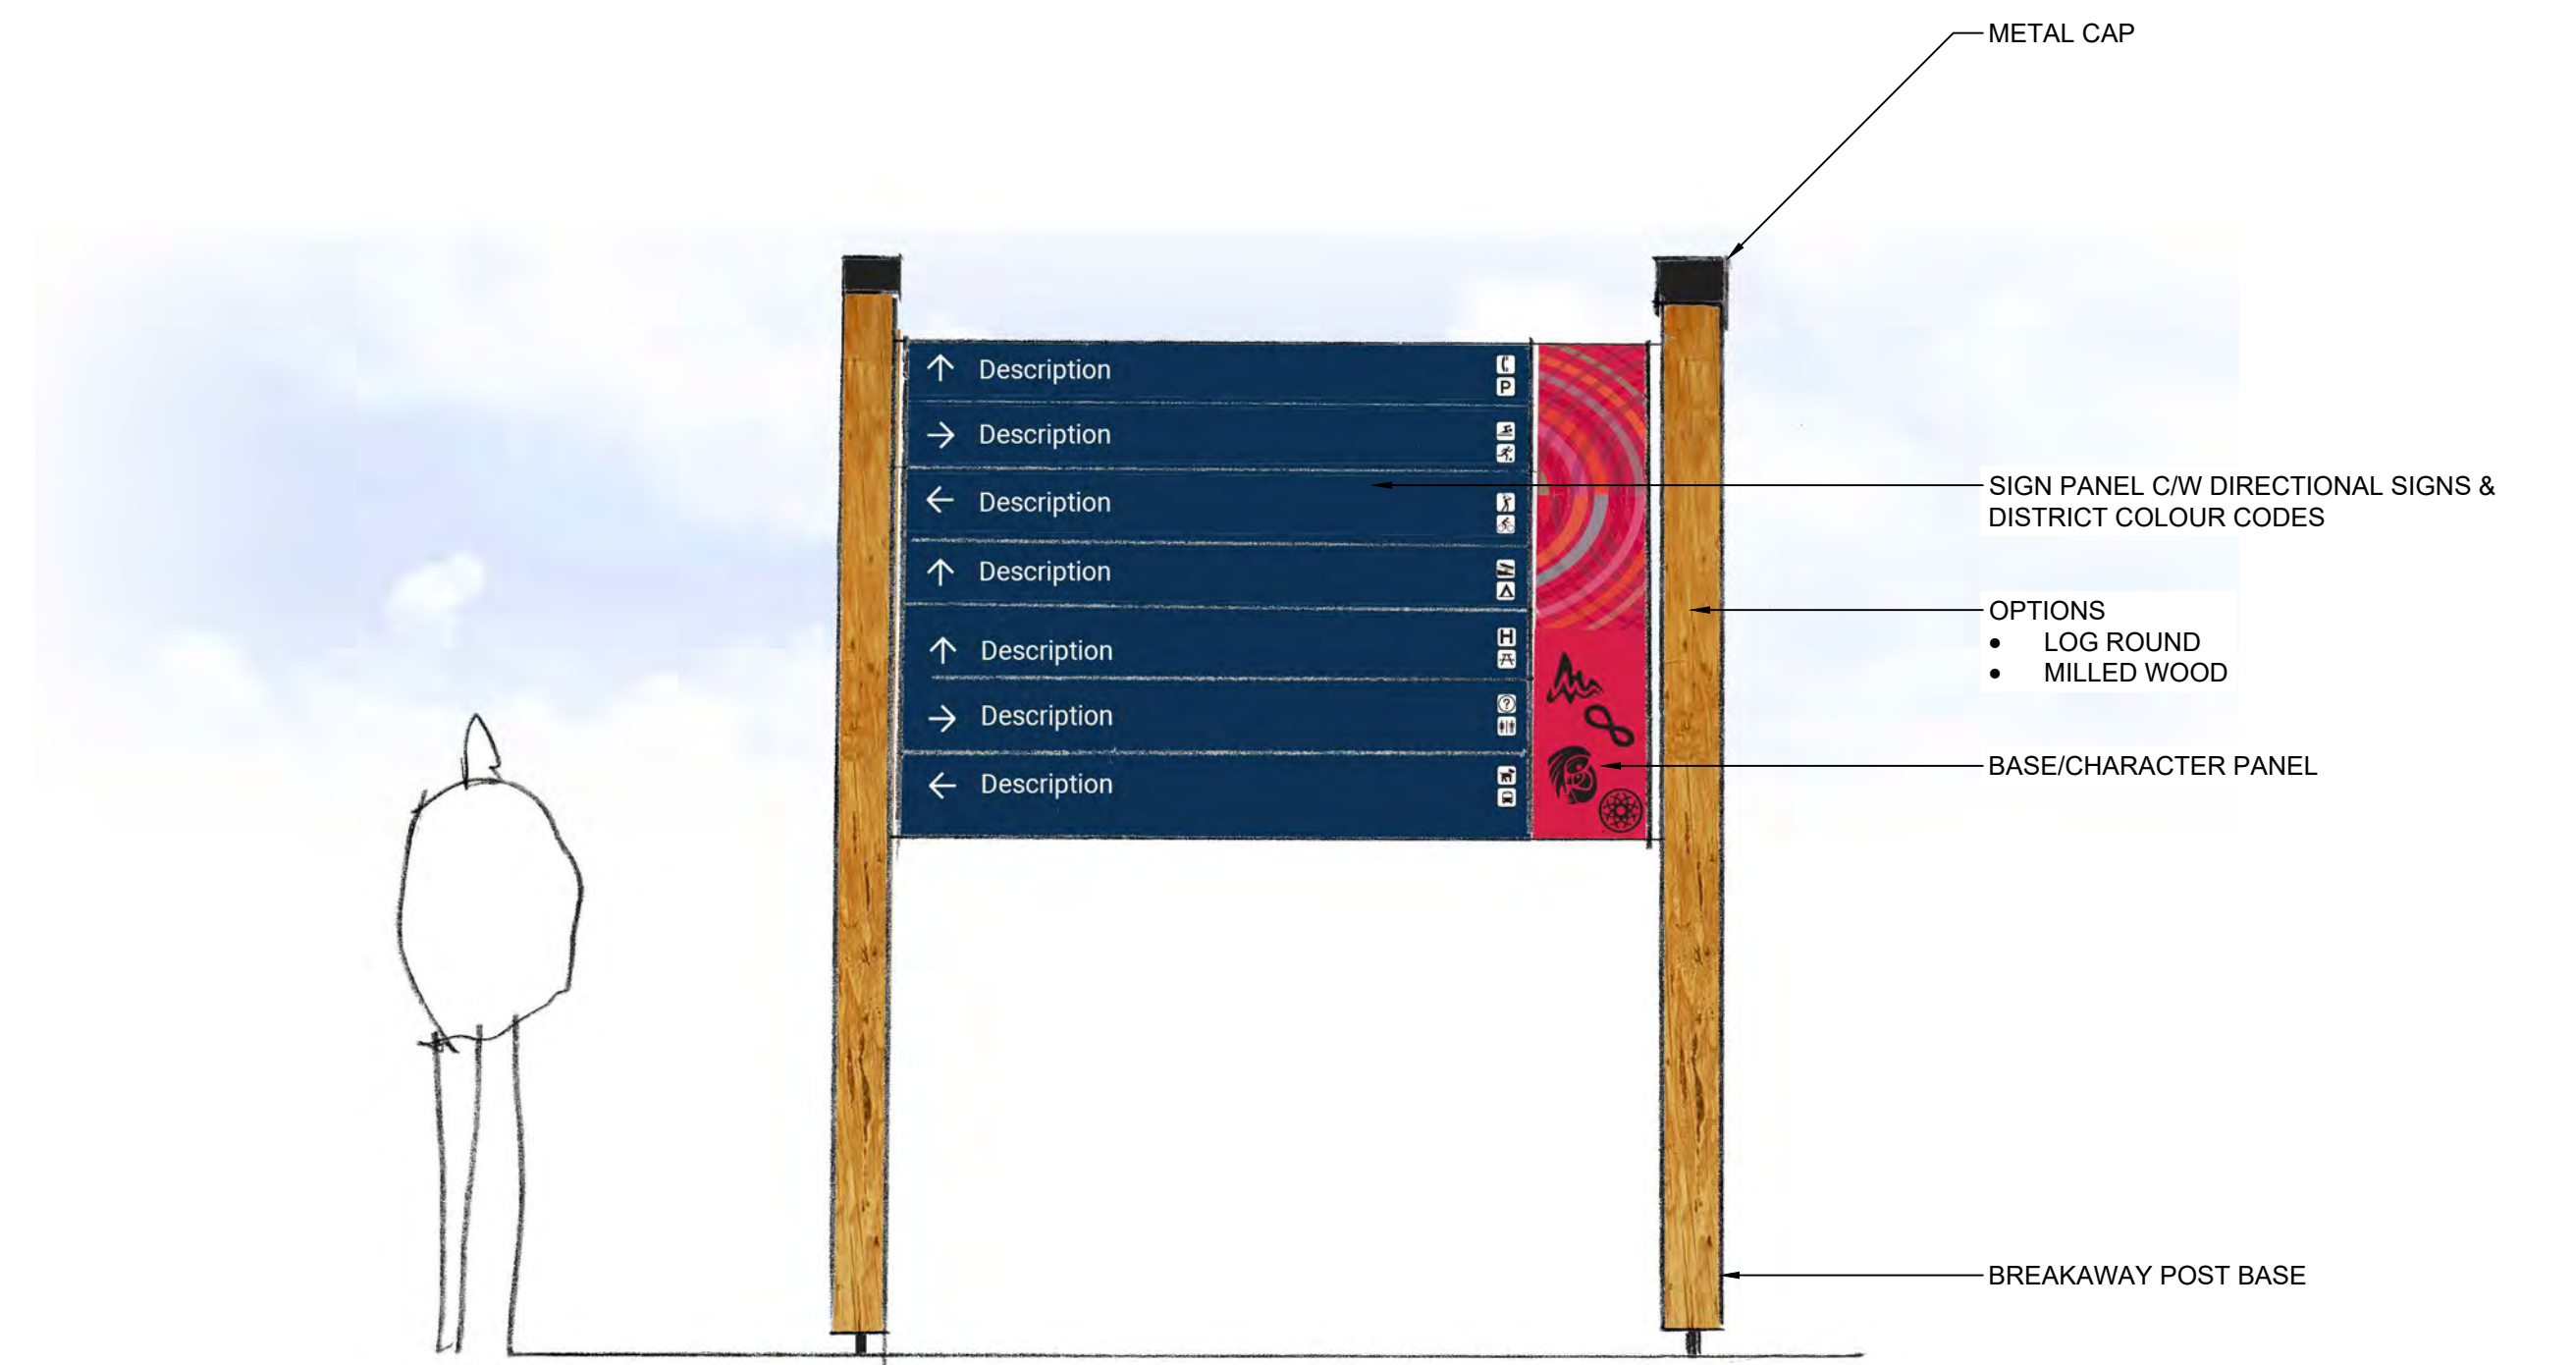 METAL CAP
↑ Description
P
→ Description
← Description
SIGN PANEL C/W DIRECTIONAL SIGNS &
DISTRICT COLOUR CODES
↑ Description
OPTIONS
• LOG ROUND
• MILLED WOOD
↑ Description
H
→ Description
?
BASE/CHARACTER PANEL
← Description
BREAKAWAY POST BASE